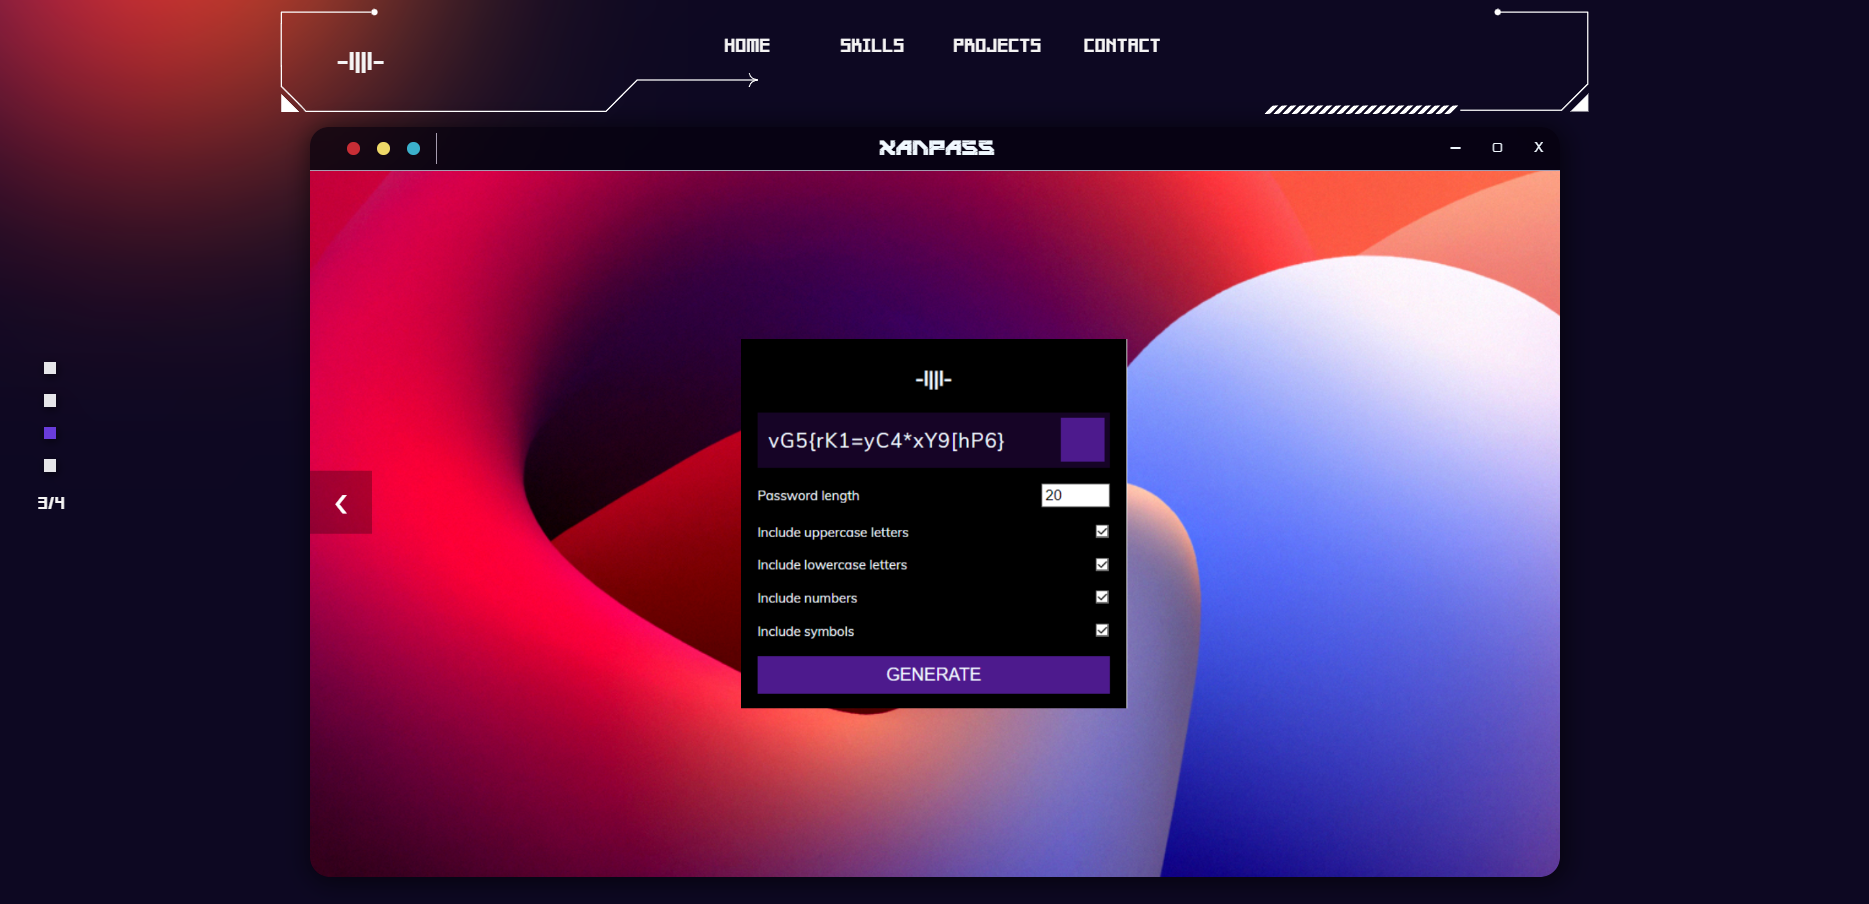 HOME SKILLS PROJECTS CONTACT
XANPASS
X
vG5{rK1=yC4*xY9[hP6}
Password length 20
Include uppercase letters
Include lowercase letters
Include numbers
Include symbols
GENERATE
3/4